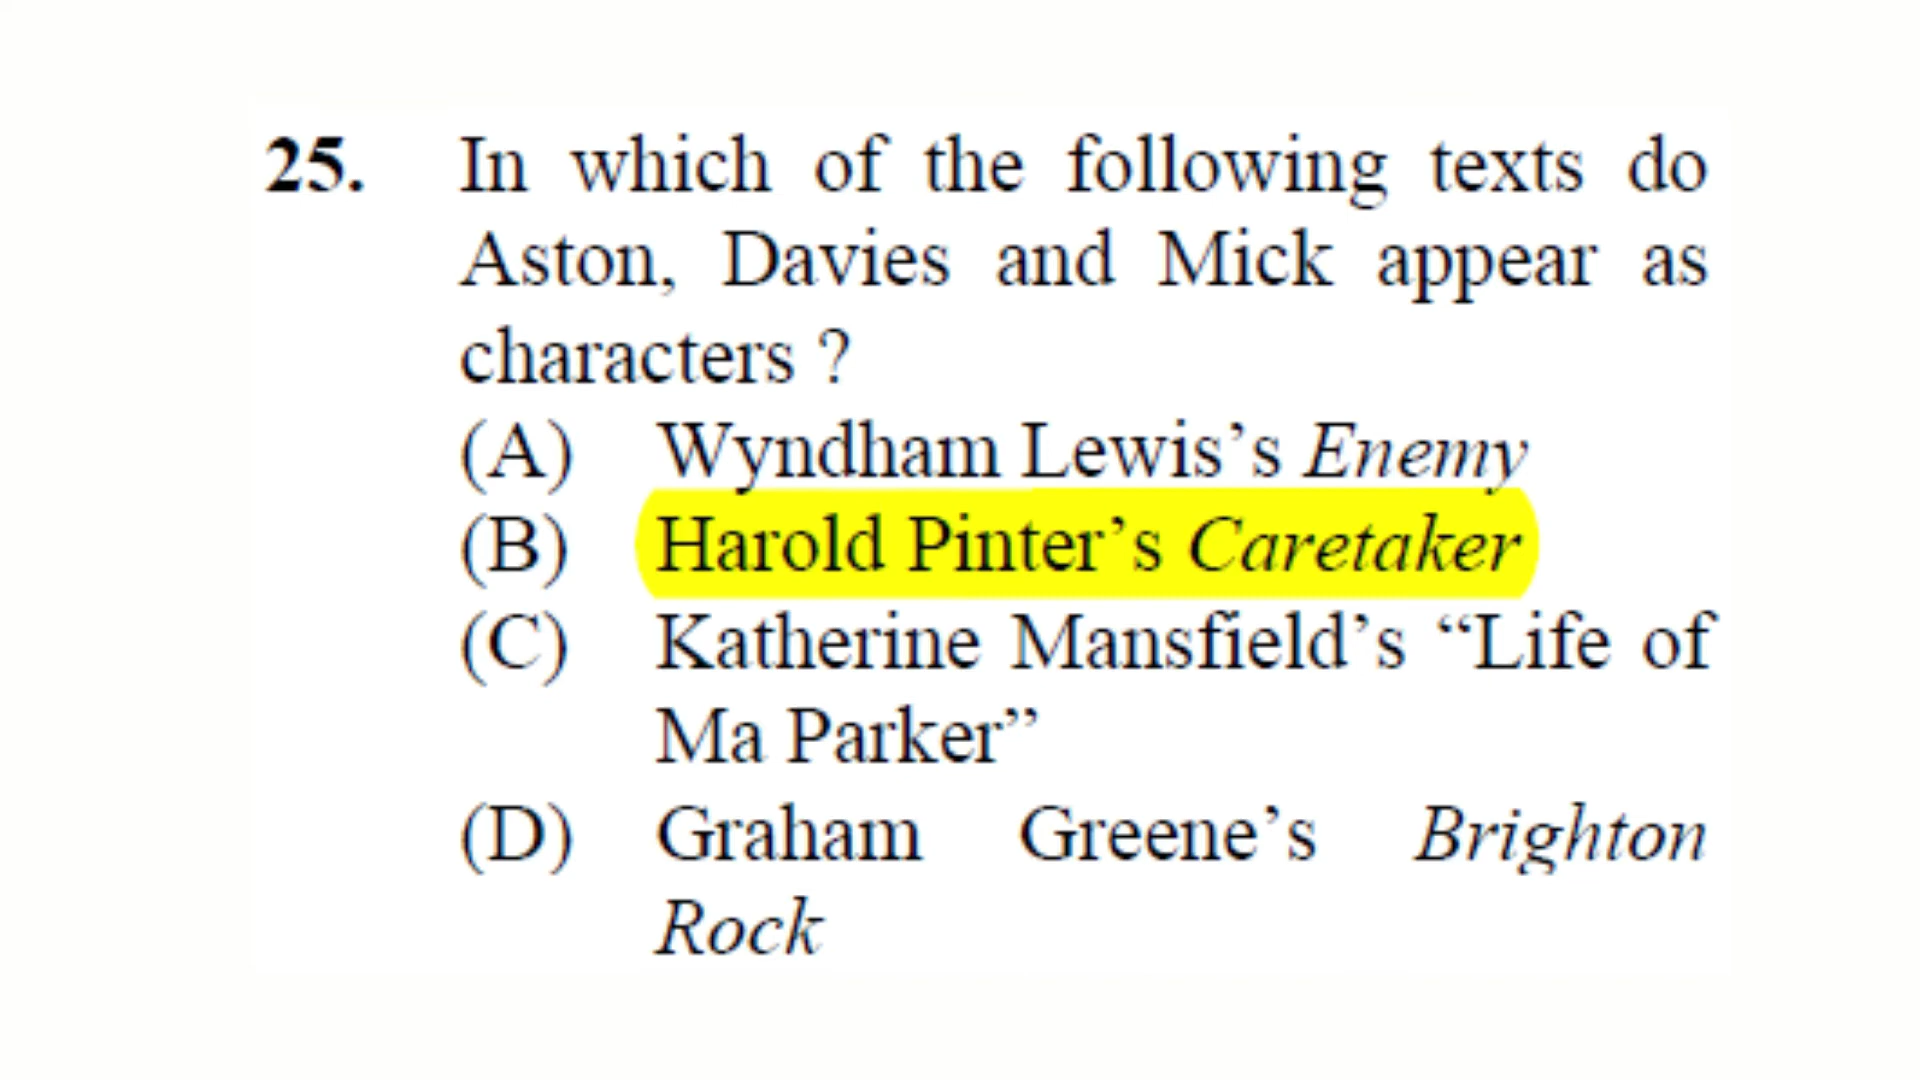 25. In which of the following texts do
Aston, Davies and Mick appear as
characters ?
(A) Wyndham Lewis’s Enemy
(B) Harold Pinter’s Caretaker
(C) Katherine Mansfield’s “Life of
Ma Parker”
(D) Graham Greene’s Brighton
Rock